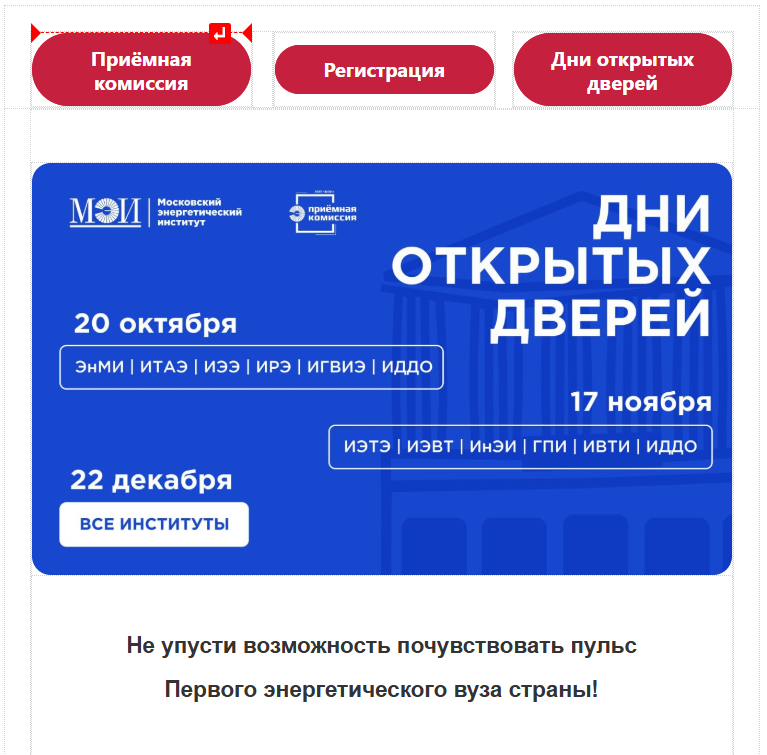 Приёмная
комиссия
Регистрация
Дни открытых
дверей
МЭИ
Московский
энергетический
институт
приёмная
комиссия
ДНИ
ОТКРЫТЫХ
ДВЕРЕЙ
20 октября
ЭнМИ | ИТАЭ | ИЭЭ | ИРЭ | ИГВИЭ | ИДДО
17 ноября
ИЭТЭ | ИЭВТ | ИнЭИ | ГПИ | ИВТИ | ИДДО
22 декабря
ВСЕ ИНСТИТУТЫ
Не упусти возможность почувствовать пульс
Первого энергетического вуза страны!